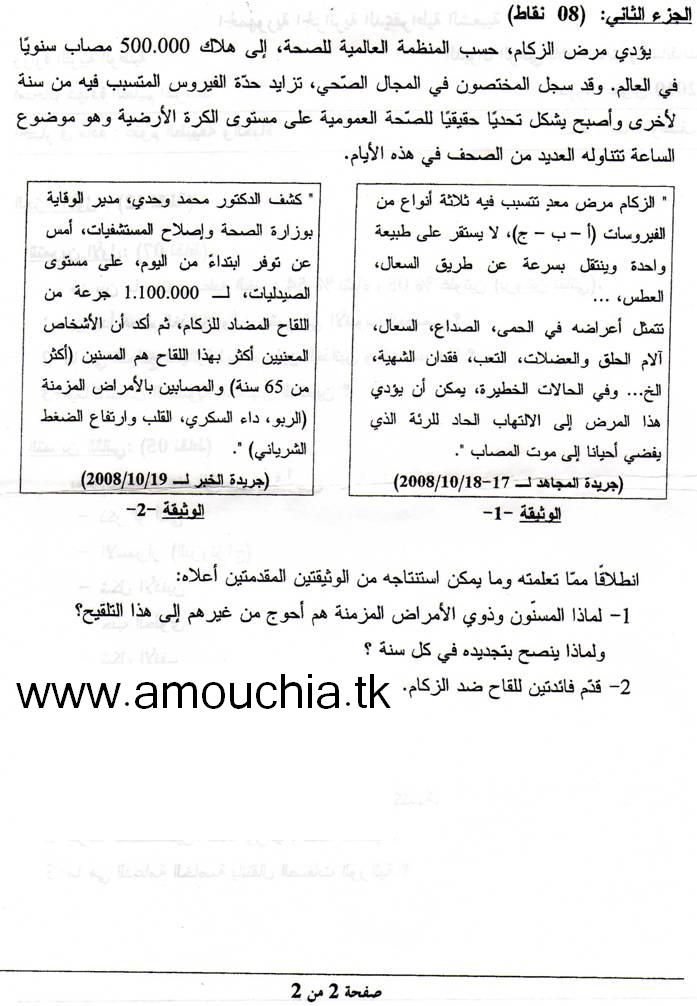 الجزء الثاني: (08 نقاط)
يؤدي مرض الزكام، حسب المنظمة العالمية للصحة، إلى هلاك 500.000 مصاب سنويًا
في العالم. وقد سجل المختصون في المجال الصّحي، تزايد حدّة الفيروس المتسبب فيه من سنة
لأخرى وأصبح يشكل تحديًا حقيقيًا للصّحة العمومية على مستوى الكرة الأرضية وهو موضوع
الساعة تتناوله العديد من الصحف في هذه الأيام.
" الزكام مرض معدٍ تتسبب فيه ثلاثة أنواع من
الفيروسات (أ – ب – ج)، لا يستقر على طبيعة
واحدة وينتقل بسرعة عن طريق السعال،
العطس، ...
تتمثل أعراضه في الحمى، الصداع، السعال،
آلام الحلق والعضلات، التعب، فقدان الشهية،
الخ... وفي الحالات الخطيرة، يمكن أن يؤدي
هذا المرض إلى الالتهاب الحاد للرئة الذي
يفضي أحيانا إلى موت المصاب ".
(جريدة المجاهد لـ 17-2008/10/18)
الوثيقة -1-
" كشف الدكتور محمد وحدي، مدير الوقاية
بوزارة الصحة وإصلاح المستشفيات، أمس
عن توفر ابتداءً من اليوم، على مستوى
الصيدليات، لـ 1.100.000 جرعة من
اللقاح المضاد للزكام، ثم أكد أن الأشخاص
المعنيين أكثر بهذا اللقاح هم المسنين (أكثر
من 65 سنة) والمصابين بالأمراض المزمنة
(الربو، داء السكري، القلب وارتفاع الضغط
الشرياني) ".
(جريدة الخبر لـ 2008/10/19)
الوثيقة -2-
انطلاقًا ممّا تعلمته وما يمكن استنتاجه من الوثيقتين المقدمتين أعلاه:
1- لماذا المسنّون وذوي الأمراض المزمنة هم أحوج من غيرهم إلى هذا التلقيح؟
ولماذا ينصح بتجديده في كل سنة ؟
2- قدّم فائدتين للقاح ضد الزكام.
www.amouchia.tk
صفحة 2 من 2